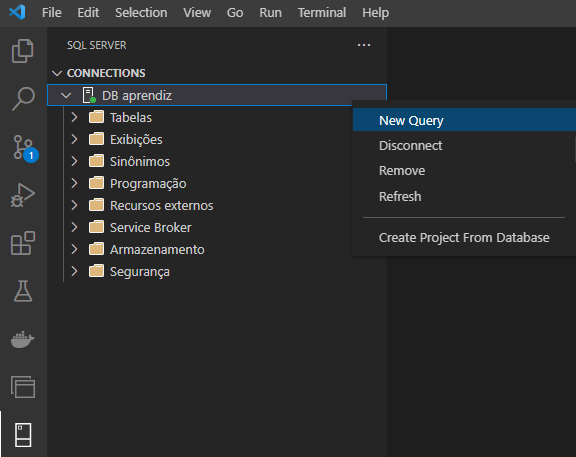 File Edit Selection View Go Run Terminal Help
SQL SERVER
CONNECTIONS
DB aprendiz
Tabelas
Exibições
Sinônimos
Programação
Recursos externos
Service Broker
Armazenamento
Segurança
1
New Query
Disconnect
Remove
Refresh
Create Project From Database